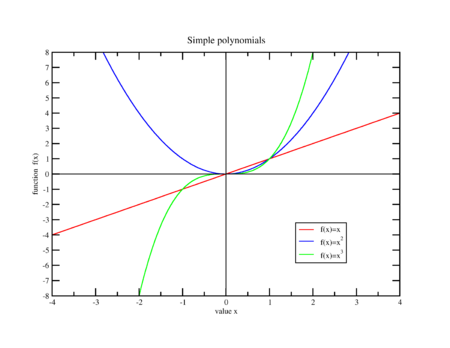 Simple polynomials
8
7
6
5
4
3
2
1
0
-1
-2
-3
-4
-5
-6
-7
-8
function f(x)
f(x)=x
f(x)=x²
f(x)=x³
-4 -3 -2 -1 0 1 2 3 4
value x